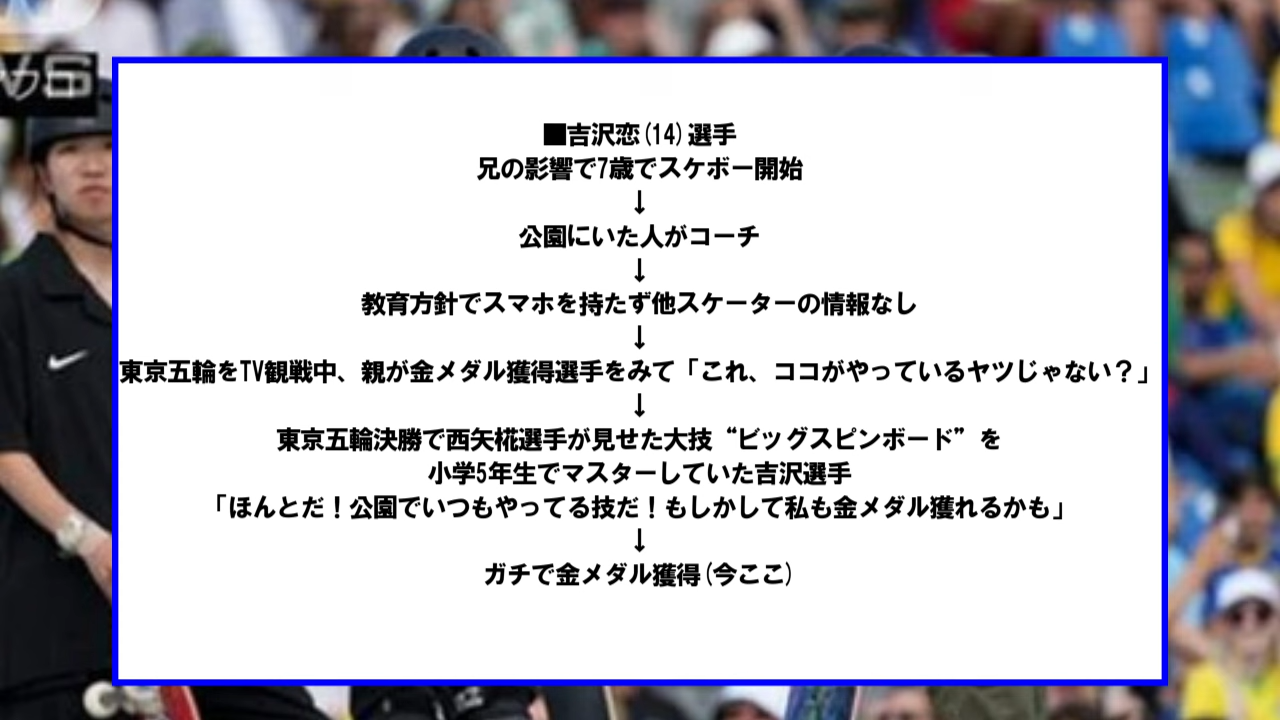 ■吉沢恋(14)選手
兄の影響で7歳でスケボー開始
↓
公園にいた人がコーチ
↓
教育方針でスマホを持たず他スケーターの情報なし
↓
東京五輪をTV観戦中、親が金メダル獲得選手をみて「これ、ココがやっているヤツじゃない？」
↓
東京五輪決勝で西矢椛選手が見せた大技“ビッグスピンボード”を
小学5年生でマスターしていた吉沢選手
「ほんとだ！公園でいつもやってる技だ！もしかして私も金メダル獲れるかも」
↓
ガチで金メダル獲得(今ここ)